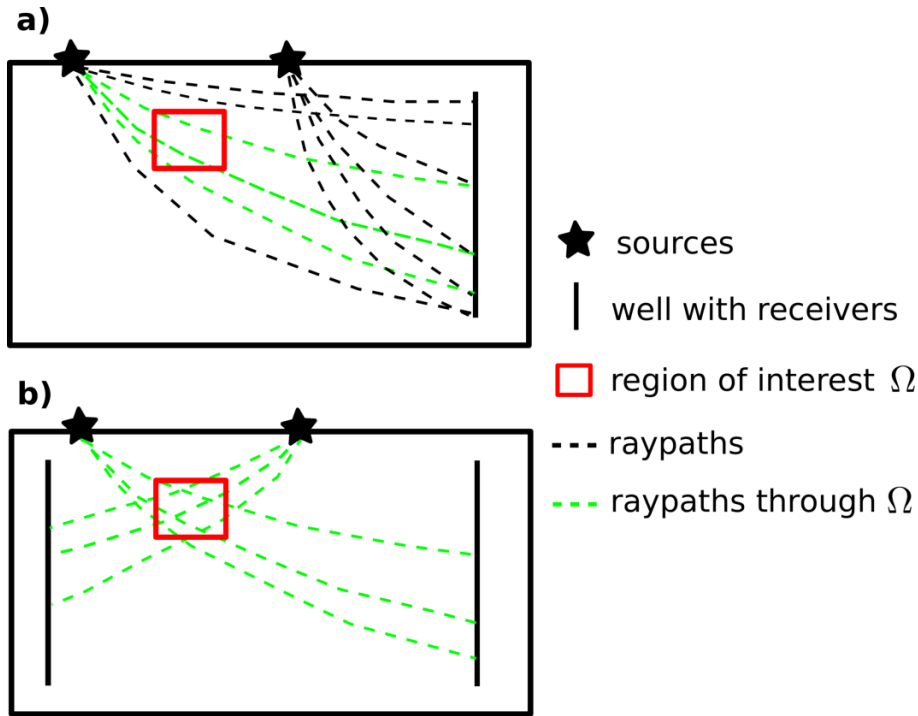 a)
sources
well with receivers
region of interest Ω
raypaths
raypaths through Ω
b)